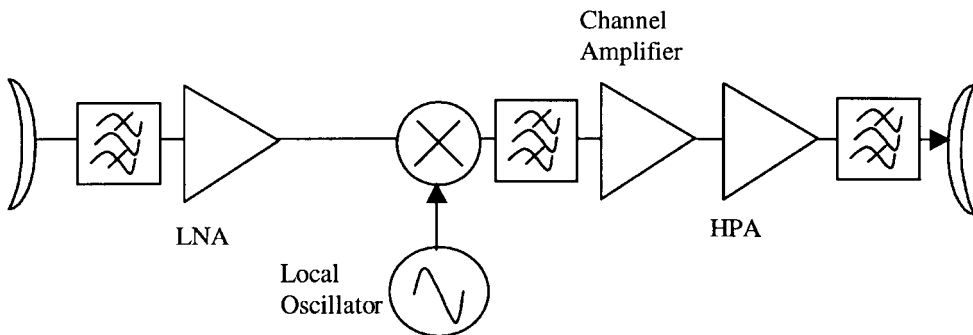 Channel
Amplifier
LNA
HPA
Local
Oscillator